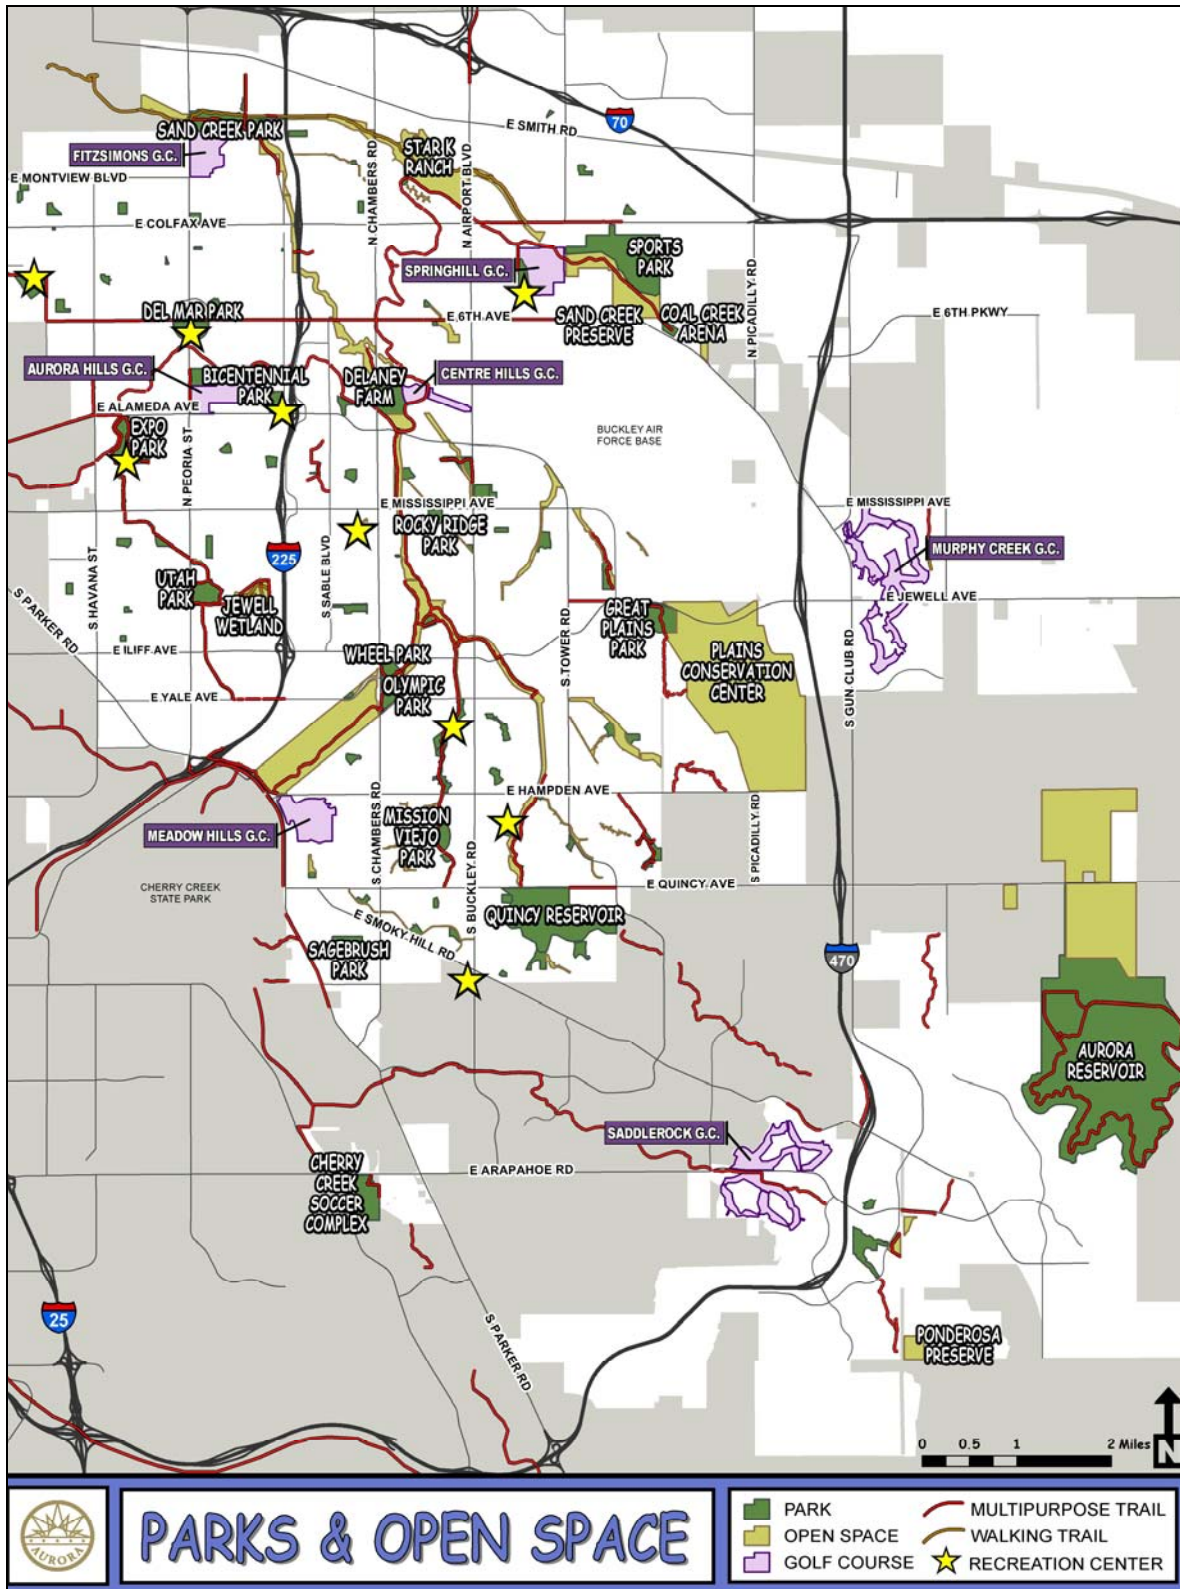 70
E SMITH RD
SAND CREEK PARK
FITZSIMONS G.C.
E MONTVIEW BLVD
STAR K
RANCH
N CHAMBERS RD
N AIRPORT BLVD
E COLFAX AVE
SPRINGHILL G.C.
SPORTS
PARK
N PICADILLY RD
DEL MAR PARK
E 6TH AVE
SAND CREEK
PRESERVE
COAL CREEK
ARENA
E 6TH PKWY
AURORA HILLS G.C.
BICENTENNIAL
PARK
DELANEY
FARM
CENTRE HILLS G.C.
E ALAMEDA AVE
EXPO
PARK
N PEORIA ST
BUCKLEY AIR
FORCE BASE
E MISSISSIPPI AVE
E MISSISSIPPI AVE
ROCKY RIDGE
PARK
MURPHY CREEK G.C.
225
S HAVANA ST
S SABLE BLVD
UTAH
PARK
JEWELL
WETLAND
S PARKER RD
E JEWELL AVE
GREAT
PLAINS
PARK
S TOWER RD
E ILIFF AVE
WHEEL PARK
PLAINS
CONSERVATION
CENTER
S GUN CLUB RD
E YALE AVE
OLYMPIC
PARK
E HAMPDEN AVE
S CHAMBERS RD
MEADOW HILLS G.C.
MISSION
VIEJO
PARK
S BUCKLEY RD
S PICADILLY RD
CHERRY CREEK
STATE PARK
E QUINCY AVE
QUINCY RESERVOIR
E SMOKY HILL RD
SAGEBRUSH
PARK
470
AURORA
RESERVOIR
SADDLEROCK G.C.
CHERRY
CREEK
SOCCER
COMPLEX
E ARAPAHOE RD
25
S PARKER RD
PONDEROSA
PRESERVE
0 0.5 1 2 Miles
N
AURORA
PARKS & OPEN SPACE
PARK
OPEN SPACE
GOLF COURSE
MULTIPURPOSE TRAIL
WALKING TRAIL
RECREATION CENTER